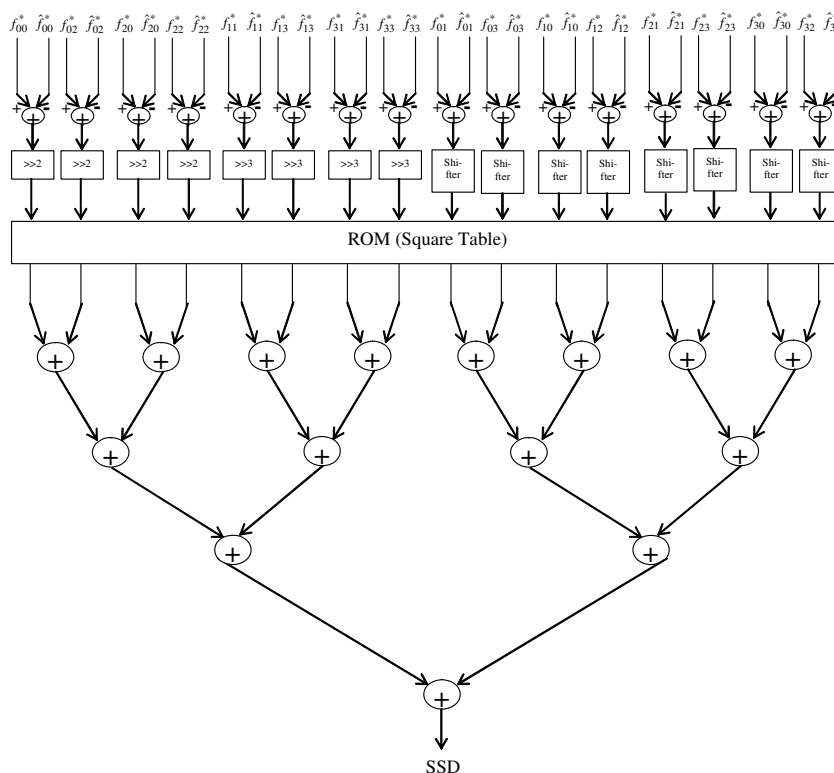 f*00 f̂*00 f*02 f̂*02 f*20 f̂*20 f*22 f̂*22 f*11 f̂*11 f*13 f̂*13 f*31 f̂*31 f*33 f̂*33 f*01 f̂*01 f*03 f̂*03 f*10 f̂*10 f*12 f̂*12 f*21 f̂*21 f*23 f̂*23 f*30 f̂*30 f*32 f̂*3
+ - + - + - + - + - + - + - + - + - + - + - + - + - + - + - + -
+ + + + + + + + + + + + + + + +
>>2 >>2 >>2 >>2 >>3 >>3 >>3 >>3 Shi-fter Shi-fter Shi-fter Shi-fter Shi-fter Shi-fter Shi-fter Shi-fter
ROM (Square Table)
+ + + + + + + +
+ + + +
+ +
+
SSD